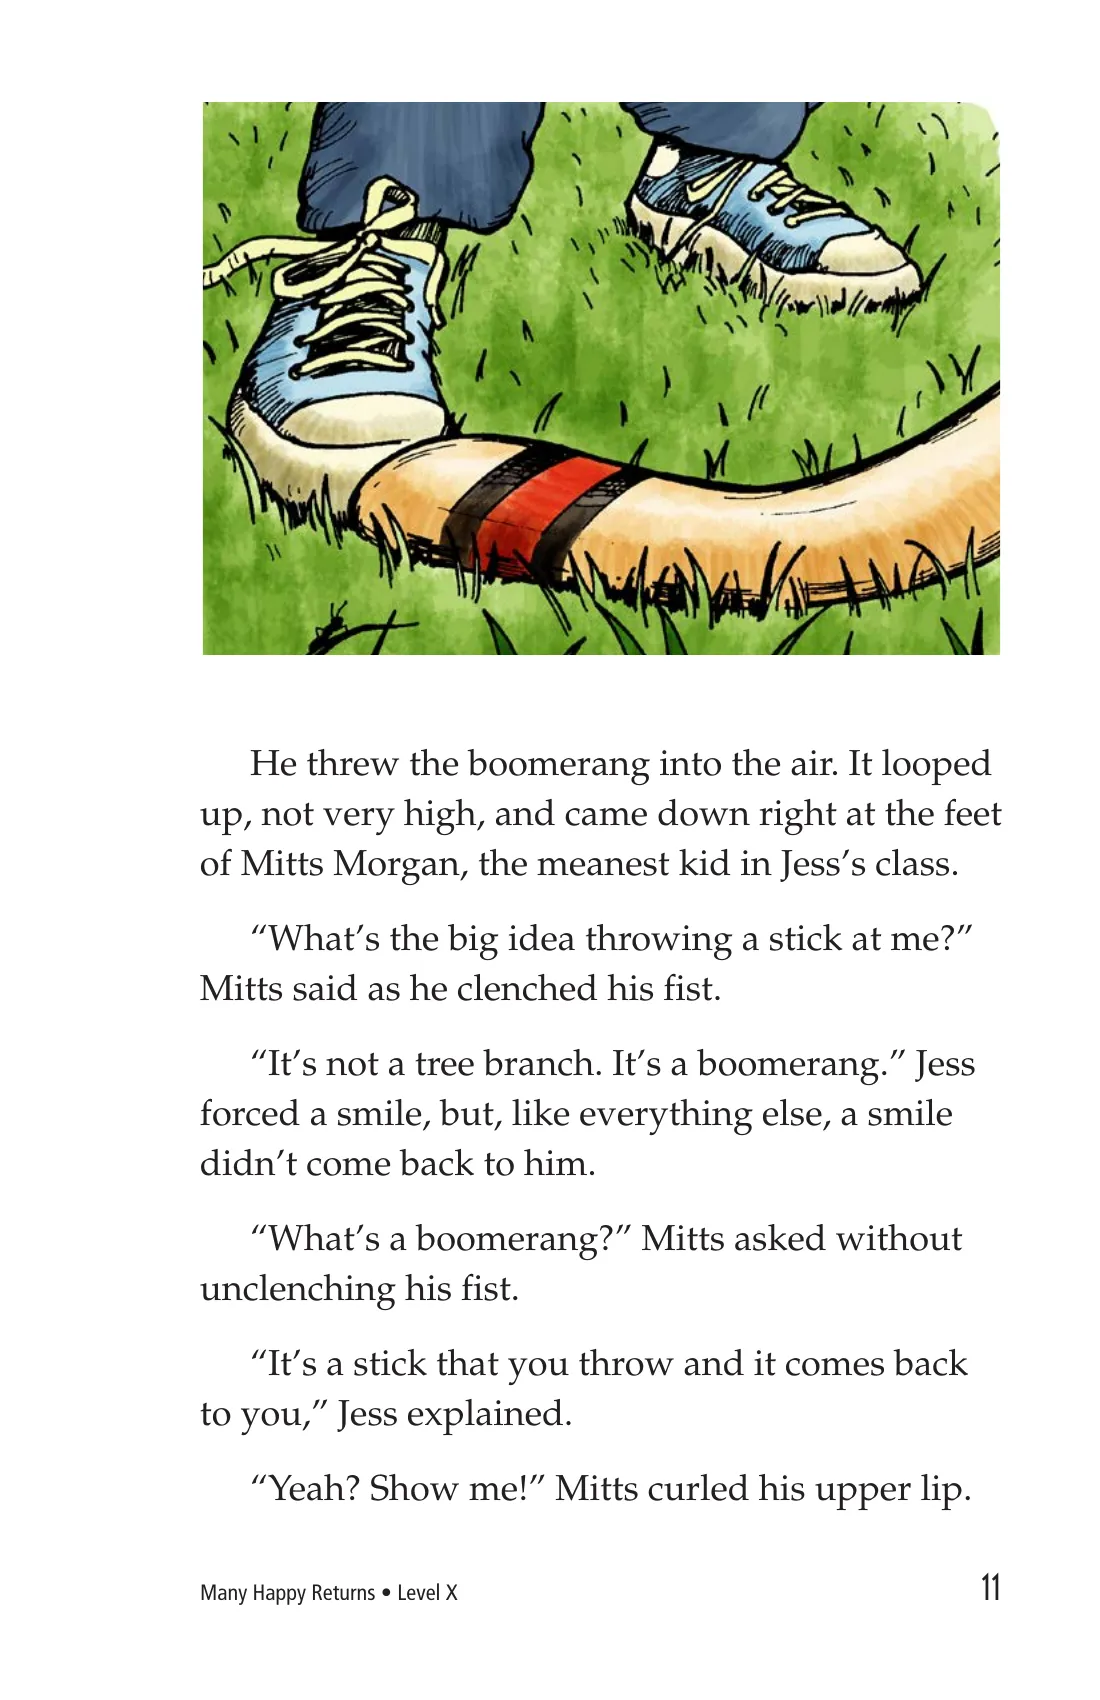 He threw the boomerang into the air. It looped
up, not very high, and came down right at the feet
of Mitts Morgan, the meanest kid in Jess’s class.
“What’s the big idea throwing a stick at me?”
Mitts said as he clenched his fist.
“It’s not a tree branch. It’s a boomerang.” Jess
forced a smile, but, like everything else, a smile
didn’t come back to him.
“What’s a boomerang?” Mitts asked without
unclenching his fist.
“It’s a stick that you throw and it comes back
to you,” Jess explained.
“Yeah? Show me!” Mitts curled his upper lip.
Many Happy Returns • Level X 11